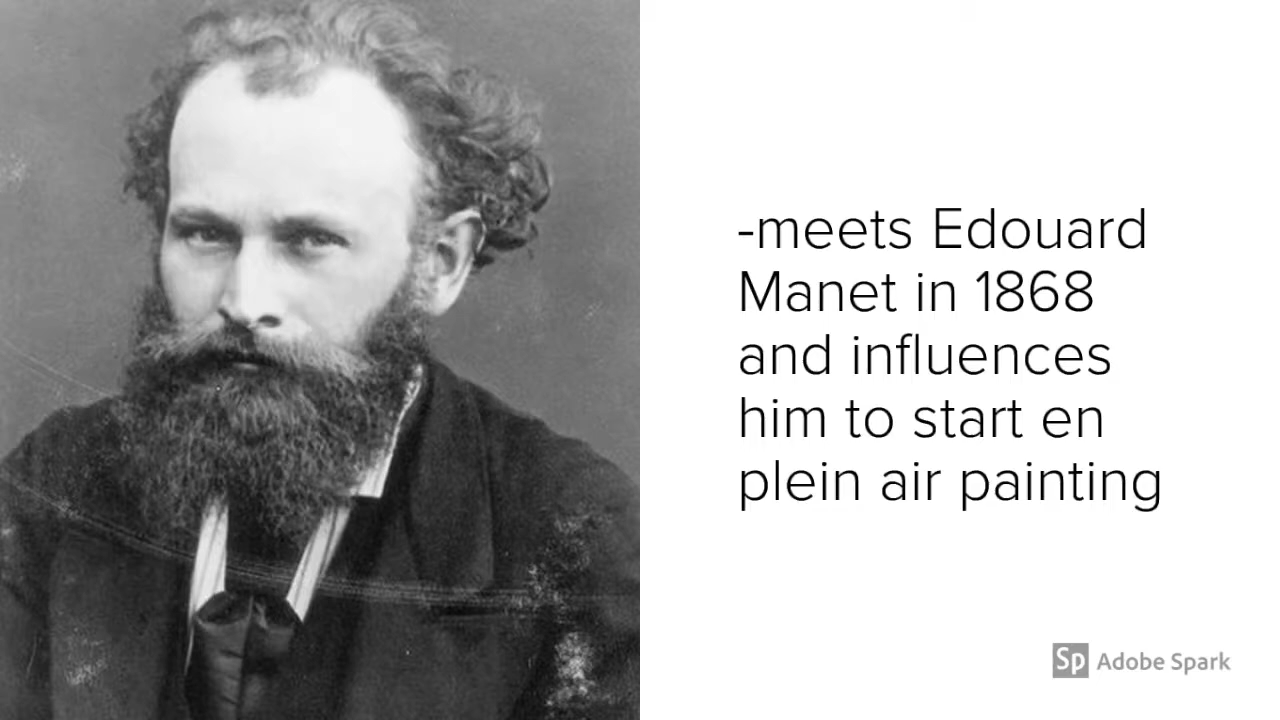 -meets Edouard
Manet in 1868
and influences
him to start en
plein air painting
Sp Adobe Spark